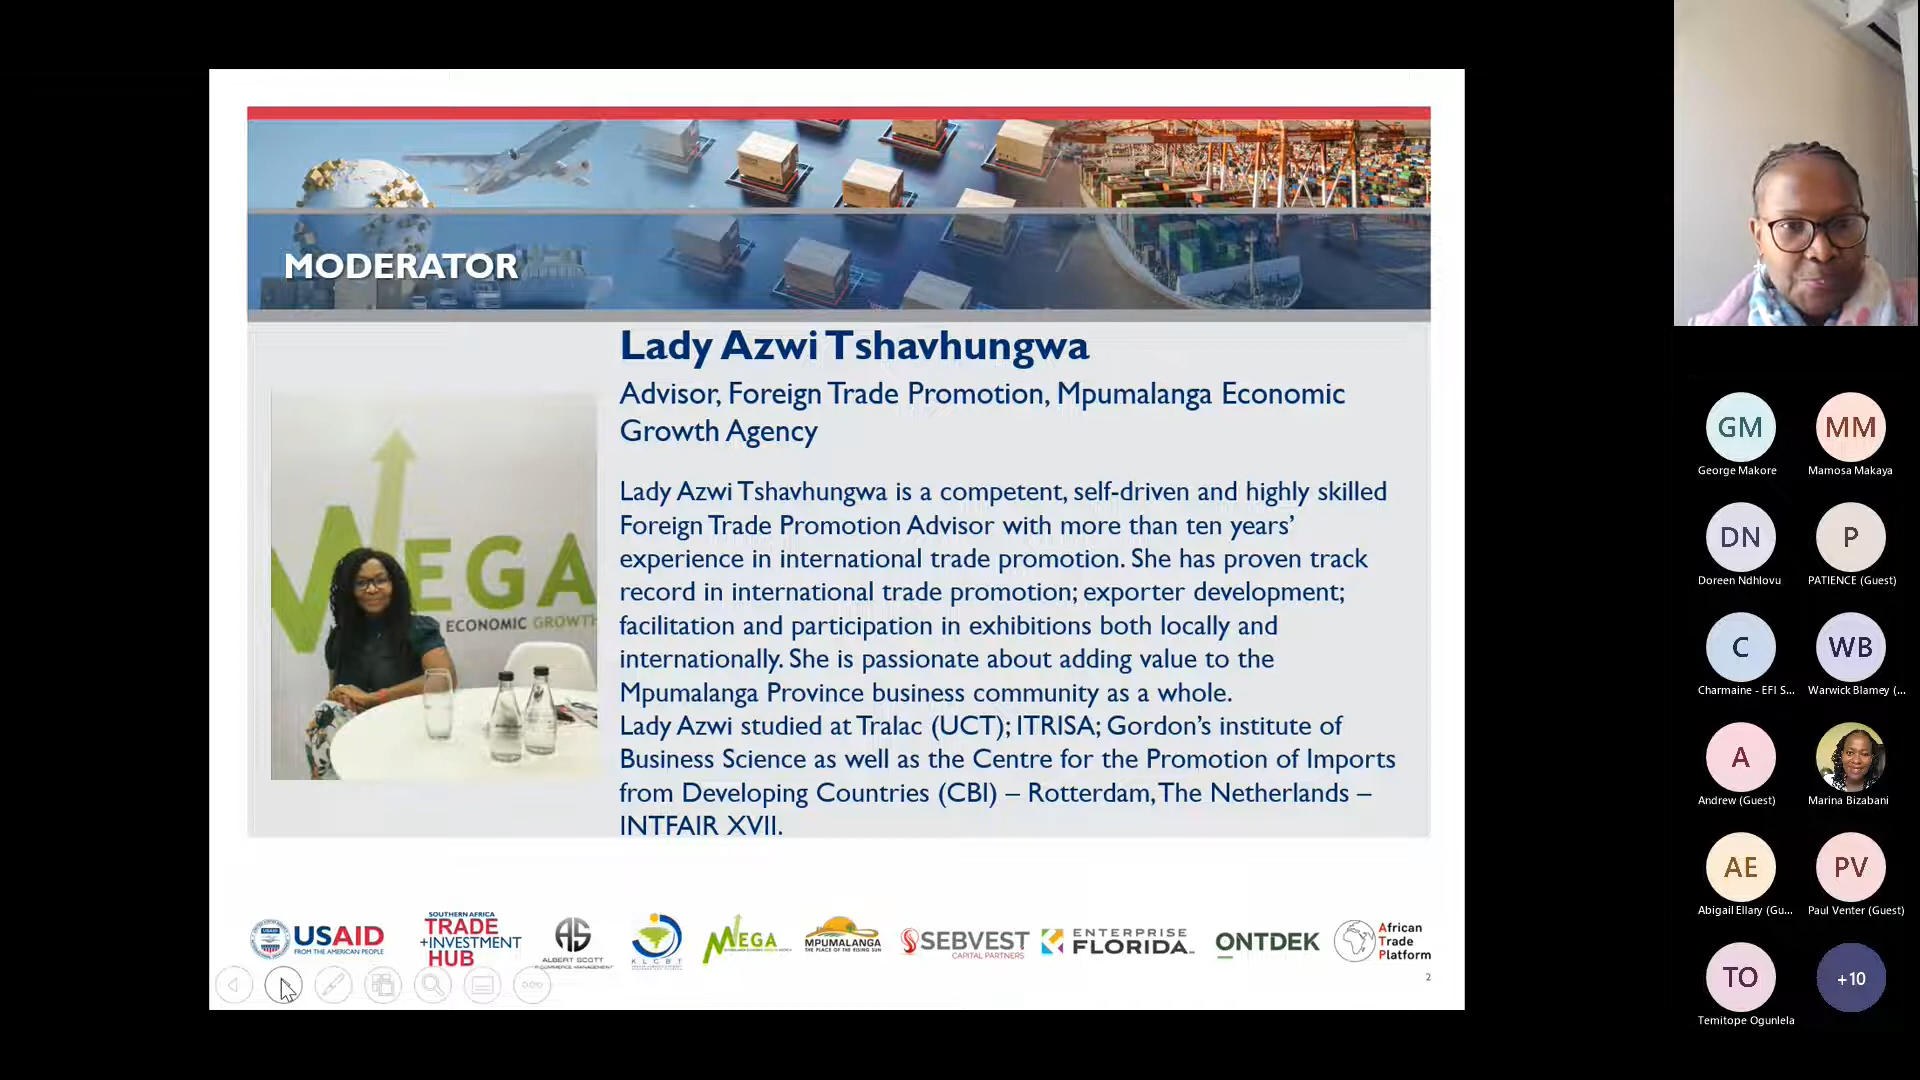 MODERATOR
Lady Azwi Tshavhungwa
Advisor, Foreign Trade Promotion, Mpumalanga Economic
Growth Agency
Lady Azwi Tshavhungwa is a competent, self-driven and highly skilled
Foreign Trade Promotion Advisor with more than ten years’
experience in international trade promotion. She has proven track
record in international trade promotion; exporter development;
facilitation and participation in exhibitions both locally and
internationally. She is passionate about adding value to the
Mpumalanga Province business community as a whole.
Lady Azwi studied at Tralac (UCT); ITRISA; Gordon’s institute of
Business Science as well as the Centre for the Promotion of Imports
from Developing Countries (CBI) – Rotterdam, The Netherlands –
INTFAIR XVII.
MEGA
ECONOMIC GROWTH
USAID
FROM THE AMERICAN PEOPLE
SOUTHERN AFRICA
TRADE
+INVESTMENT
HUB
AS
ALBERT SCOTT
KLCBT
MEGA
MPUMALANGA
THE PLACE OF THE RISING SUN
SEBVEST
CAPITAL PARTNERS
ENTERPRISE
FLORIDA
ONTDEK
African
Trade
Platform
2
GM
George Makore
MM
Mamosa Makaya
DN
Doreen Ndhlovu
P
PATIENCE (Guest)
C
Charmaine - EFI S...
WB
Warwick Blamey (...
A
Andrew (Guest)
Marina Bizabani
AE
Abigail Ellary (Gu...
PV
Paul Venter (Guest)
TO
Temitope Ogunlela
+10